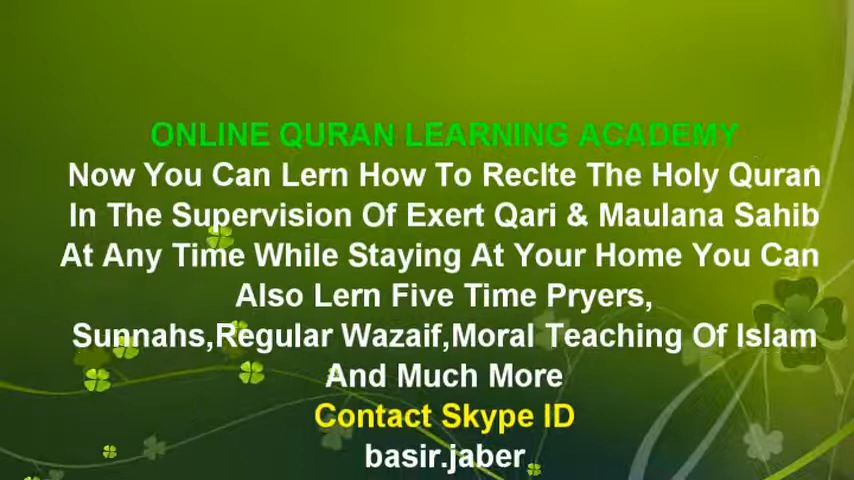 ONLINE QURAN LEARNING ACADEMY
Now You Can Lern How To RecIte The Holy Quran
In The Supervision Of Exert Qari & Maulana Sahib
At Any Time While Staying At Your Home You Can
Also Lern Five Time Pryers,
Sunnahs,Regular Wazaif,Moral Teaching Of Islam
And Much More
Contact Skype ID
basir.jaber